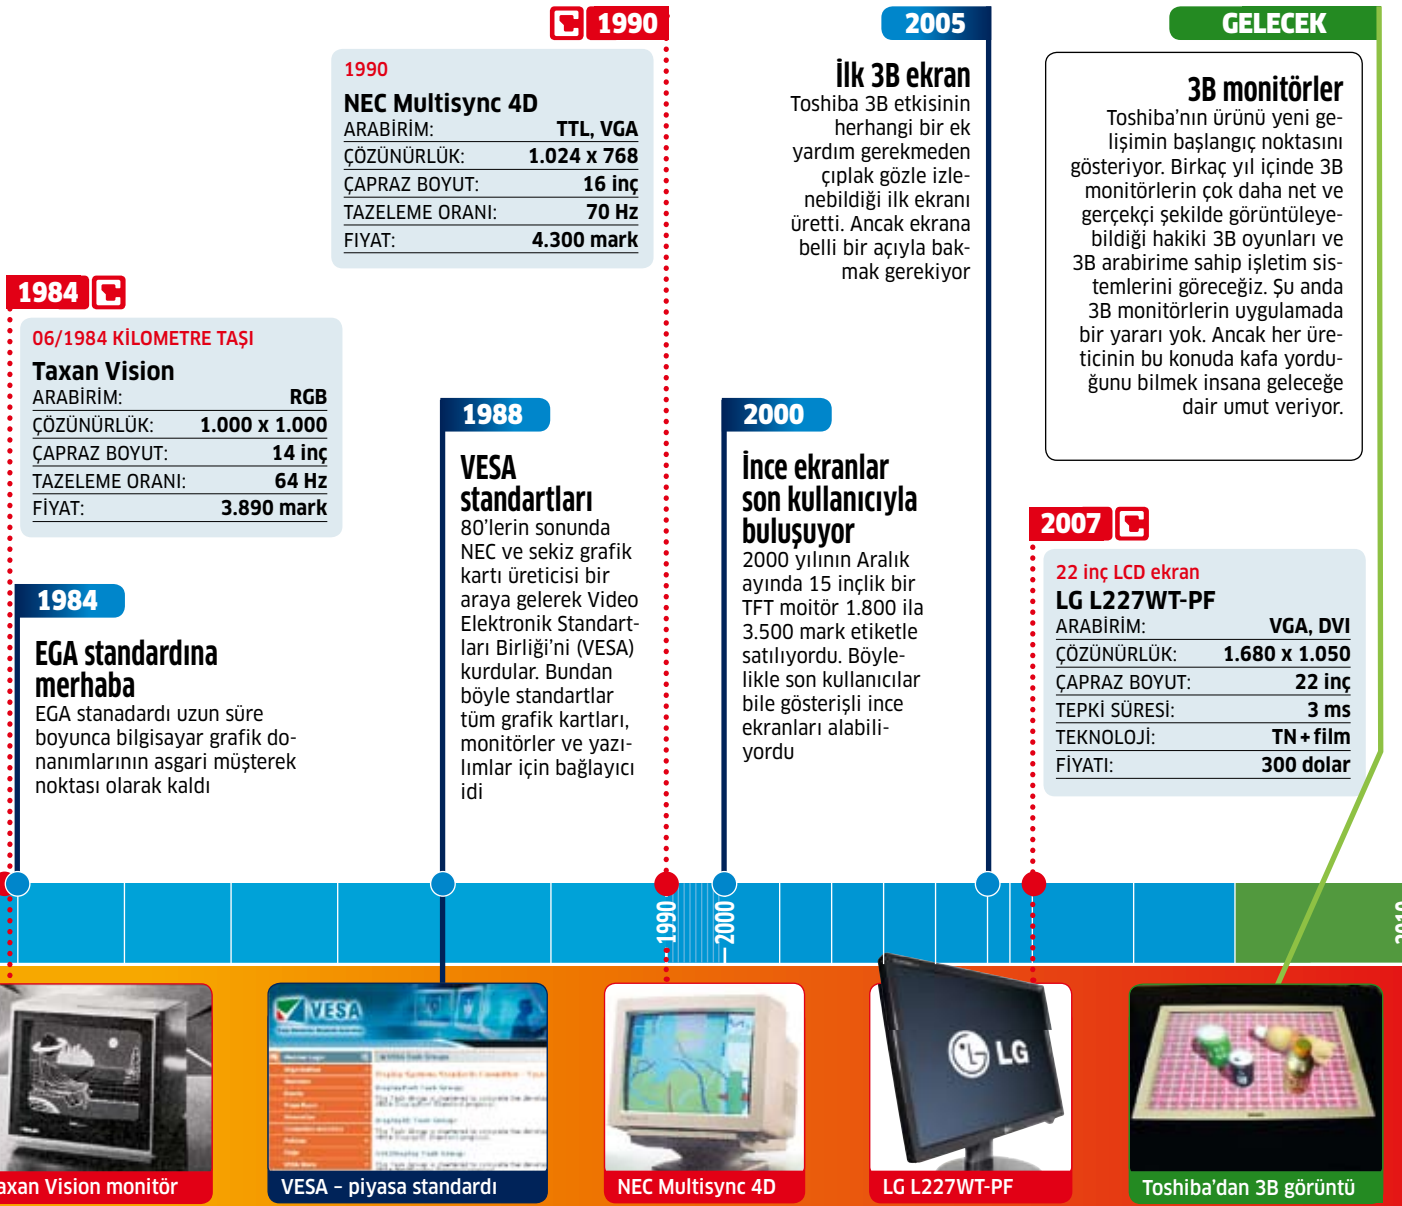 1990
1990
NEC Multisync 4D
ARABİRİM: TTL, VGA
ÇÖZÜNÜRLÜK: 1.024 x 768
ÇAPRAZ BOYUT: 16 inç
TAZELEME ORANI: 70 Hz
FIYAT: 4.300 mark
2005
İlk 3B ekran
Toshiba 3B etkisinin
herhangi bir ek
yardım gerekmeden
çıplak gözle izle-
nebildiği ilk ekranı
üretti. Ancak ekrana
belli bir açıyla bak-
mak gerekiyor
GELECEK
3B monitörler
Toshiba’nın ürünü yeni ge-
lişimin başlangıç noktasını
gösteriyor. Birkaç yıl içinde 3B
monitörlerin çok daha net ve
gerçekçi şekilde görüntüleye-
bildiği hakiki 3B oyunları ve
3B arabirime sahip işletim sis-
temlerini göreceğiz. Şu anda
3B monitörlerin uygulamada
bir yararı yok. Ancak her üre-
ticinin bu konuda kafa yordu-
ğunu bilmek insana geleceğe
dair umut veriyor.
1984
06/1984 KİLOMETRE TAŞI
Taxan Vision
ARABİRİM: RGB
ÇÖZÜNÜRLÜK: 1.000 x 1.000
ÇAPRAZ BOYUT: 14 inç
TAZELEME ORANI: 64 Hz
FİYAT: 3.890 mark
1984
EGA standardına
merhaba
EGA stanadardı uzun süre
boyunca bilgisayar grafik do-
nanımlarının asgari müşterek
noktası olarak kaldı
1988
VESA
standartları
80’lerin sonunda
NEC ve sekiz grafik
kartı üreticisi bir
araya gelerek Video
Elektronik Standart-
ları Birliği’ni (VESA)
kurdular. Bundan
böyle standartlar
tüm grafik kartları,
monitörler ve yazı-
lımlar için bağlayıcı
idi
2000
İnce ekranlar
son kullanıcıyla
buluşuyor
2000 yılının Aralık
ayında 15 inçlik bir
TFT moitör 1.800 ila
3.500 mark etiketle
satılıyordu. Böyle-
likle son kullanıcılar
bile gösterişli ince
ekranları alabili-
yordu
2007
22 inç LCD ekran
LG L227WT-PF
ARABİRİM: VGA, DVI
ÇÖZÜNÜRLÜK: 1.680 x 1.050
ÇAPRAZ BOYUT: 22 inç
TEPKİ SÜRESİ: 3 ms
TEKNOLOJİ: TN+film
FİYATI: 300 dolar
1990
2000
2010
VESA
LG
axan Vision monitör
VESA – piyasa standardı
NEC Multisync 4D
LG L227WT-PF
Toshiba’dan 3B görüntü